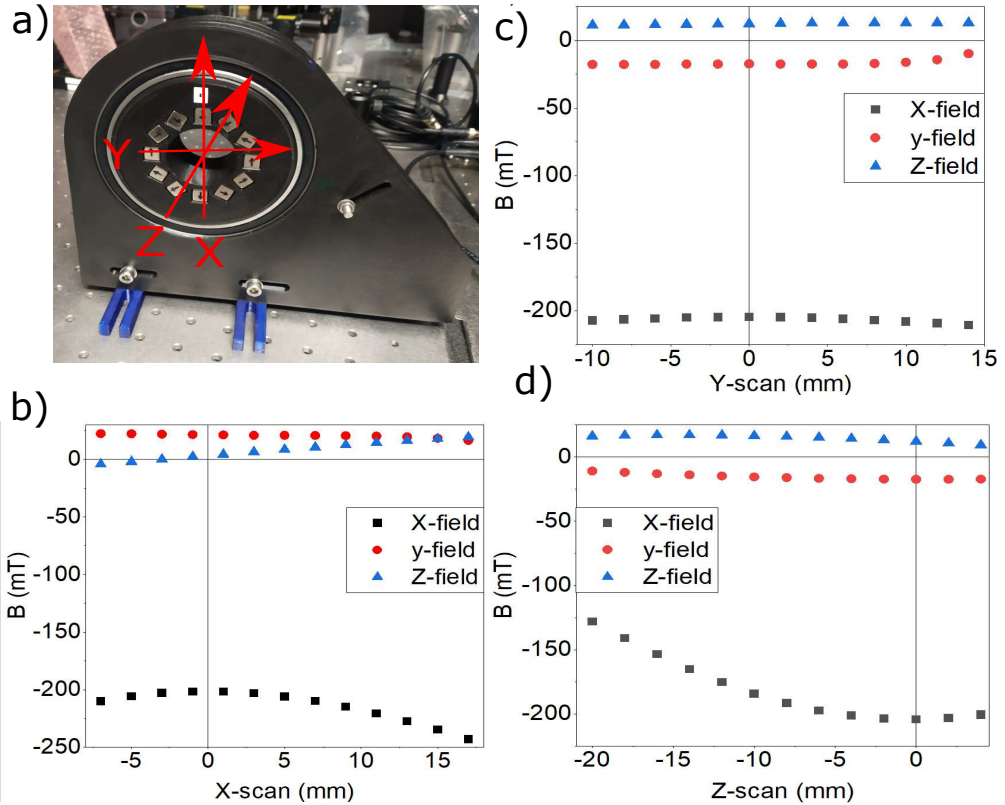 a)
Y
Z
X
b)
0
-50
-100
-150
-200
-250
B (mT)
X-field
y-field
Z-field
-5
0
5
10
15
X-scan (mm)
c)
0
-50
-100
-150
-200
B (mT)
X-field
y-field
Z-field
-10
-5
0
5
10
15
Y-scan (mm)
d)
0
-50
-100
-150
-200
B (mT)
X-field
y-field
Z-field
-20
-15
-10
-5
0
Z-scan (mm)